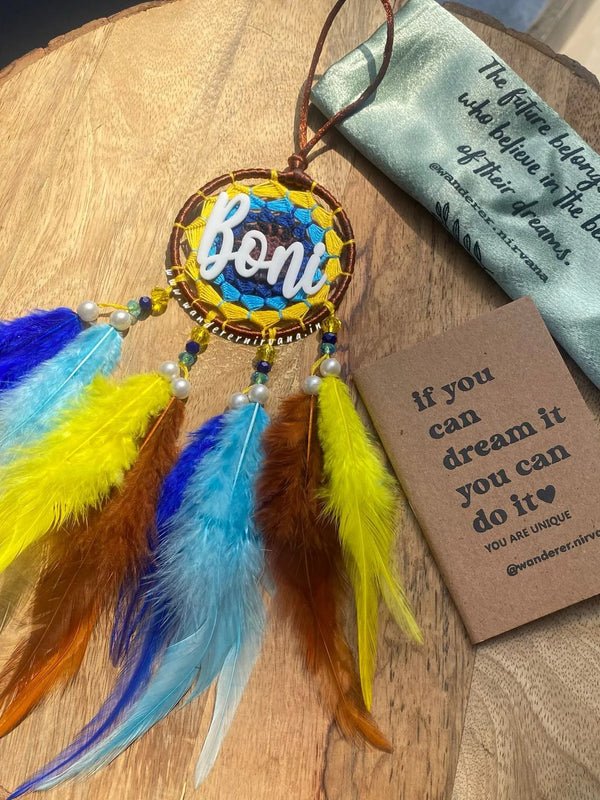 Boni
www.wanderernirvana.in
The future belongs
who believe in the
of their dreams.
@wanderer.nirvana
if you
can
dream it
you can
do it♥
YOU ARE UNIQUE
@wanderer.nirvana